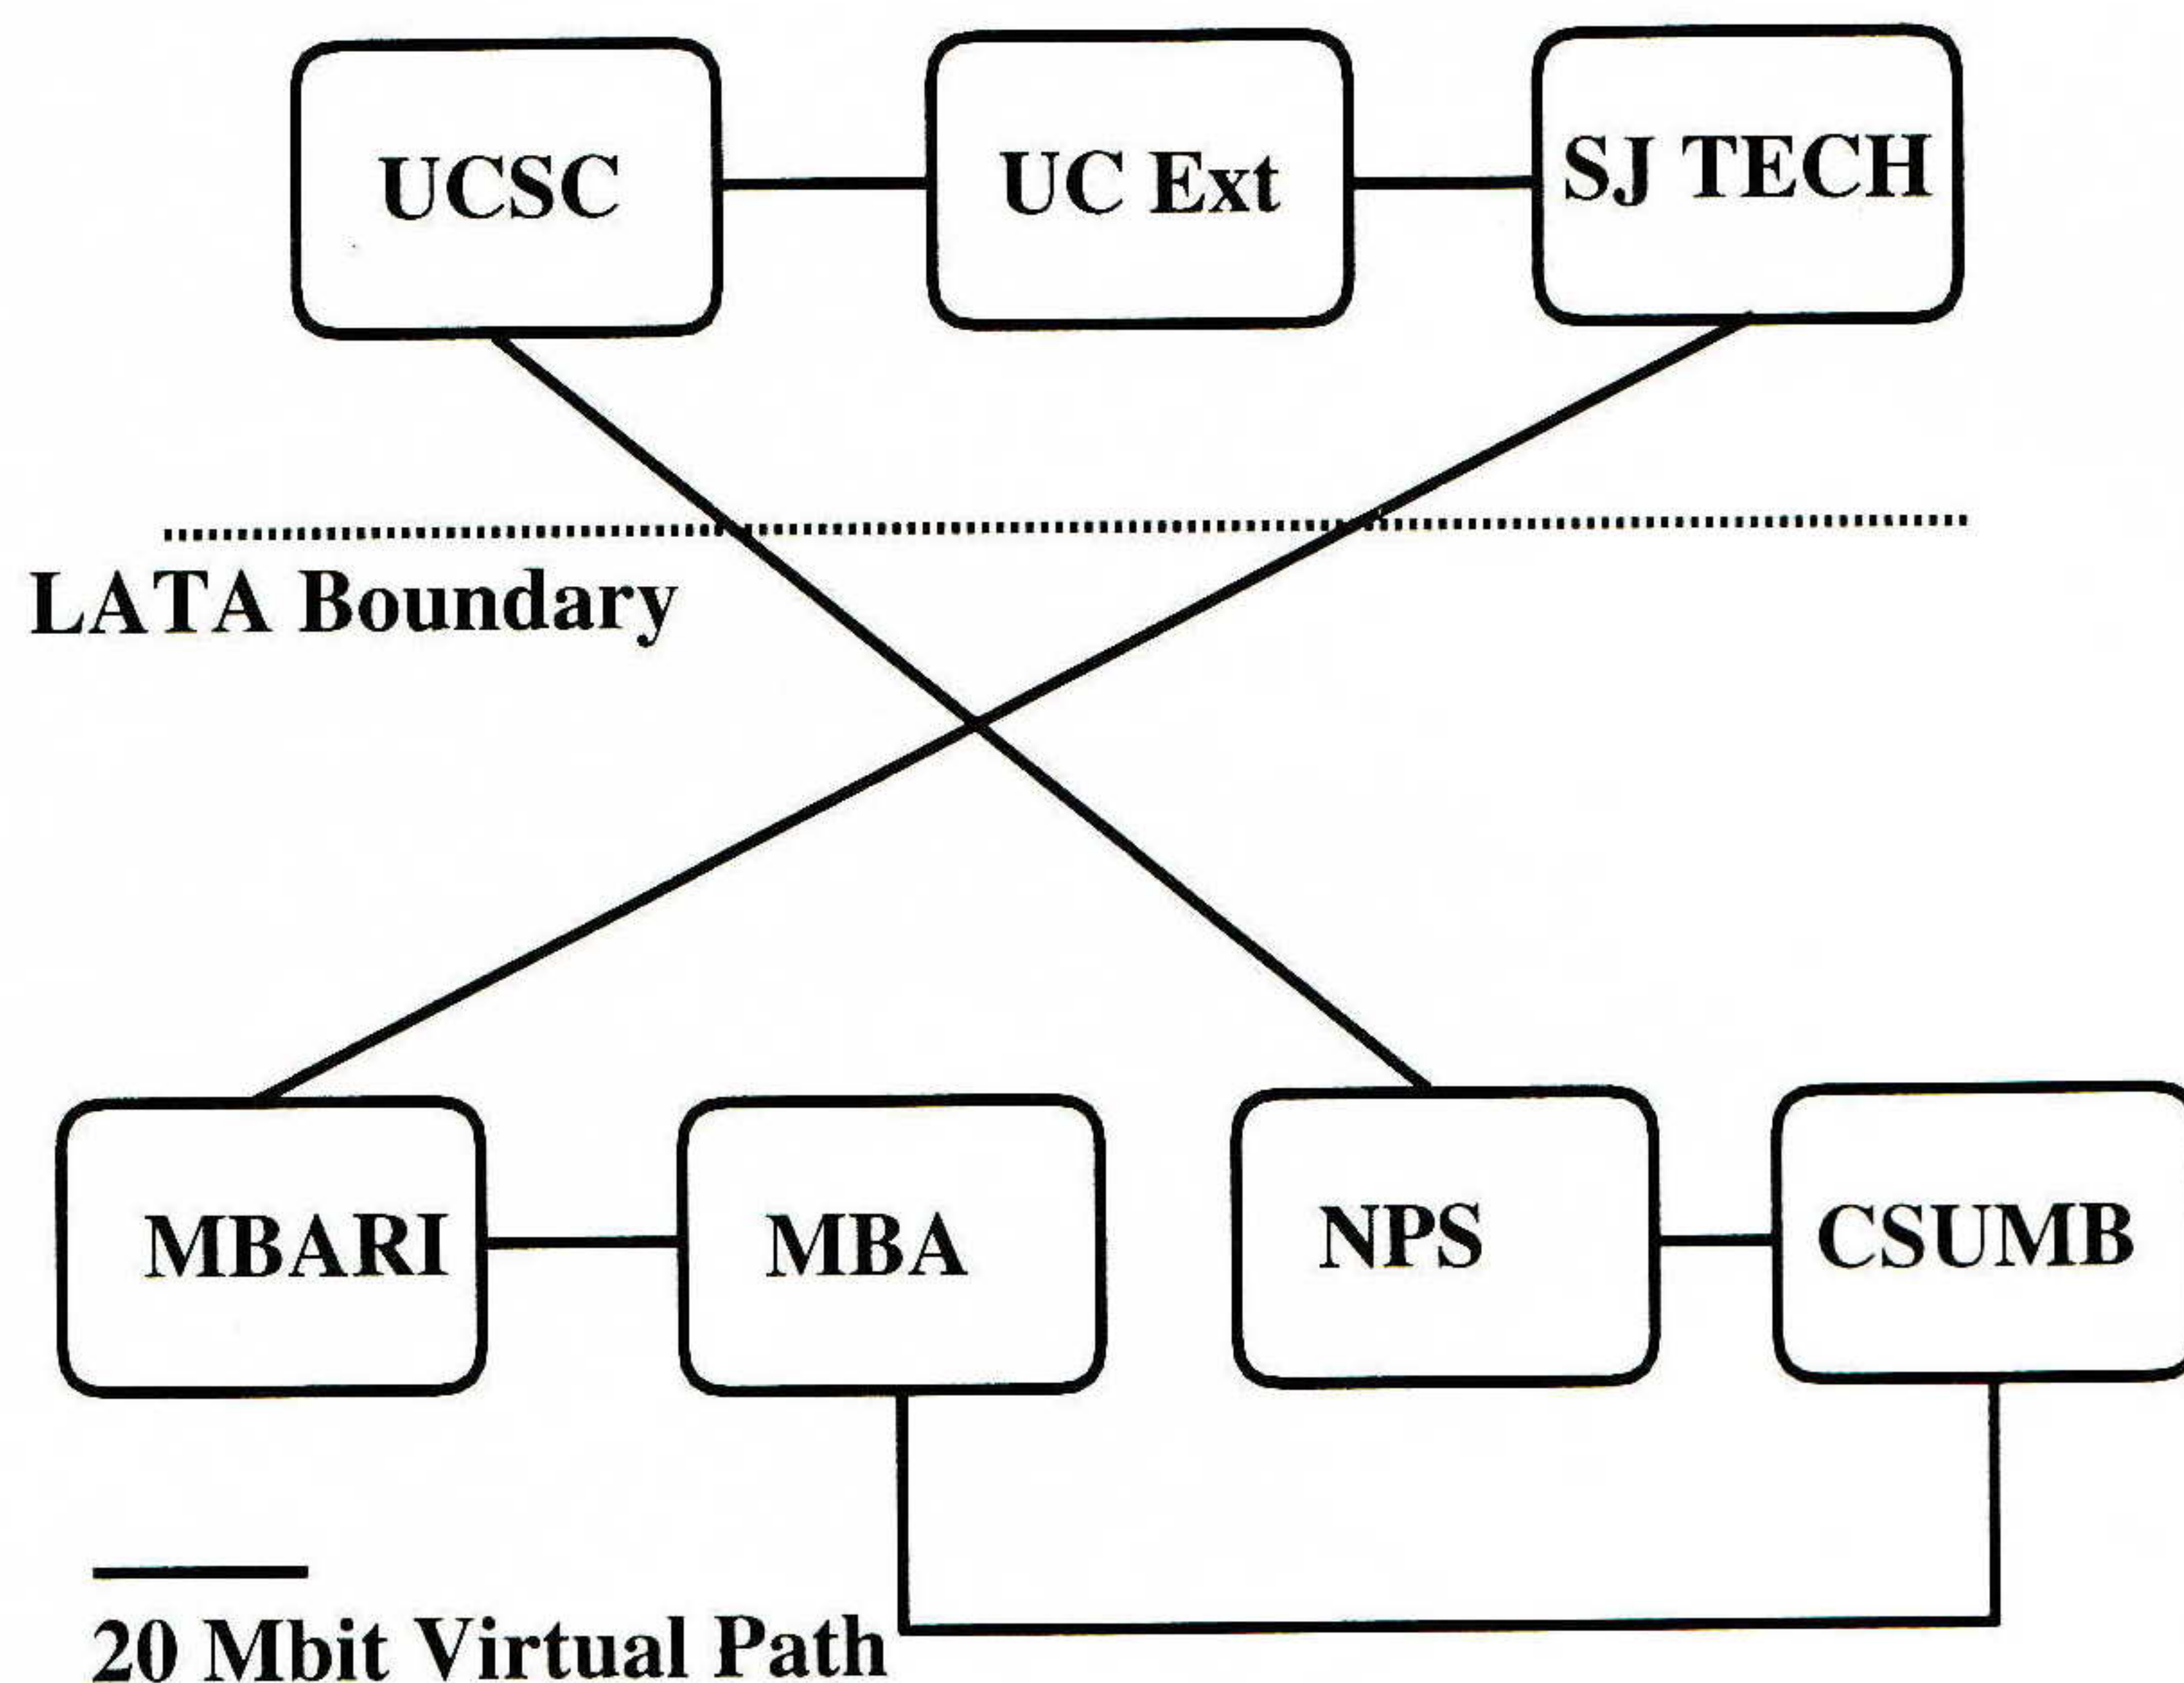 UCSC
UC Ext
SJ TECH
LATA Boundary
MBARI
MBA
NPS
CSUMB
20 Mbit Virtual Path